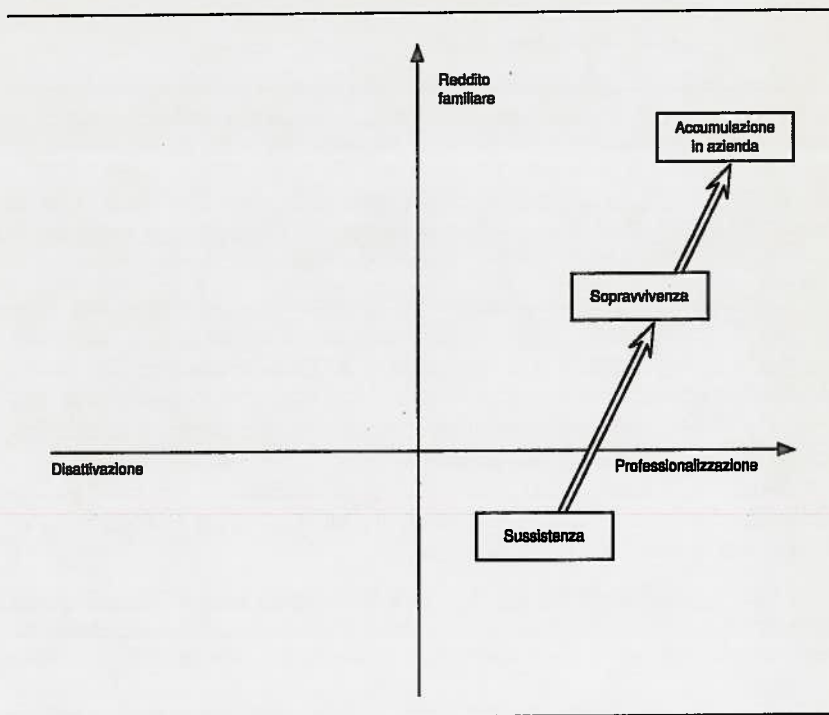 Reddito
familiare
Accumulazione
in azienda
Sopravvivenza
Disattivazione
Professionalizzazione
Sussistenza